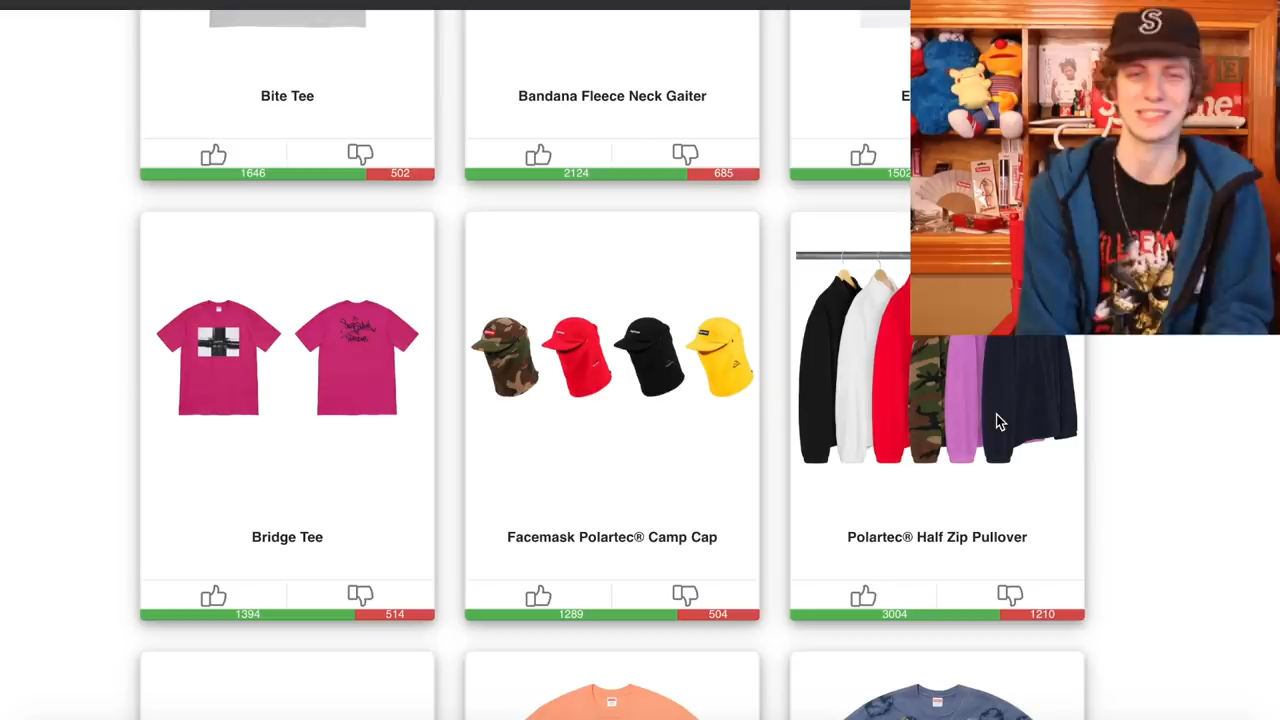 Bite Tee
Bandana Fleece Neck Gaiter
E
1646
502
2124
685
1502
S
Bridge Tee
Facemask Polartec® Camp Cap
Polartec® Half Zip Pullover
1394
514
1289
504
3004
1210